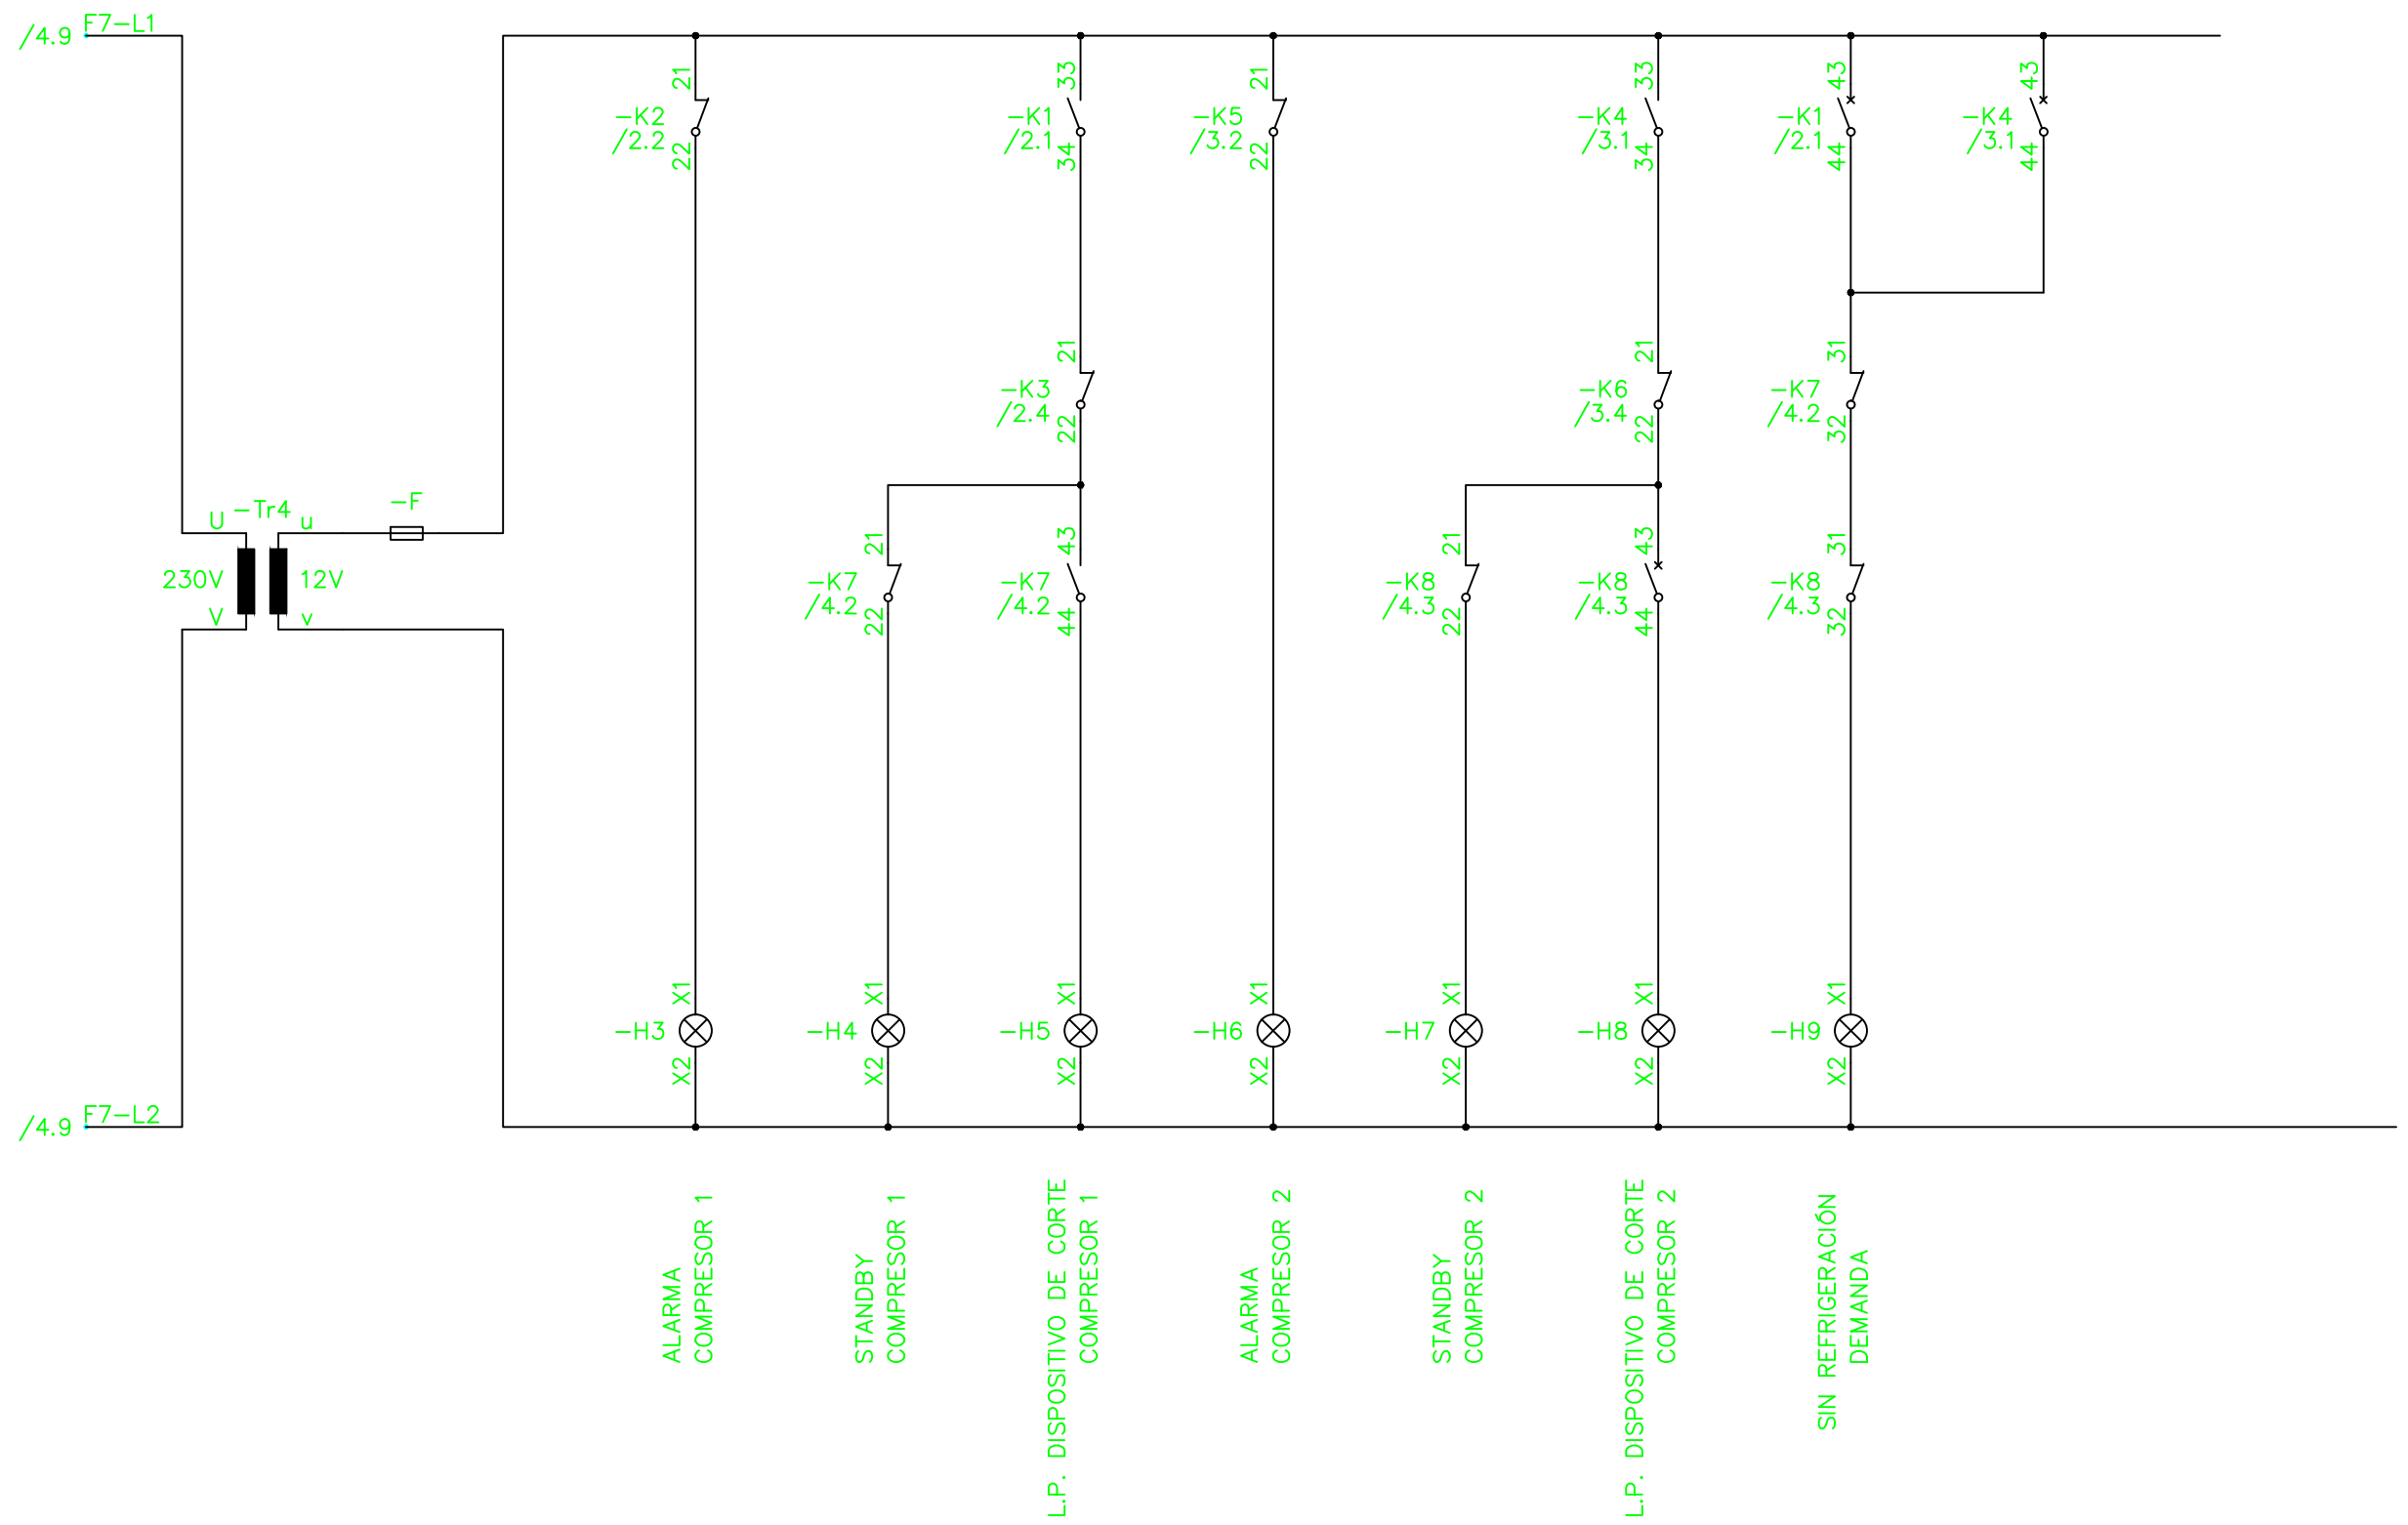 F7-L1
/4.9
21
-K2
/2.2
22
33
-K1
/2.1
34
21
-K5
/3.2
22
33
-K4
/3.1
34
43
-K1
/2.1
44
43
-K4
/3.1
44
21
-K3
/2.4
22
21
-K6
/3.4
22
31
-K7
/4.2
32
U
-Tr4
u
-F
230V
12V
V
v
21
-K7
/4.2
22
43
-K7
/4.2
44
21
-K8
/4.3
22
43
-K8
/4.3
44
31
-K8
/4.3
32
X1
-H3
X2
X1
-H4
X2
X1
-H5
X2
X1
-H6
X2
X1
-H7
X2
X1
-H8
X2
X1
-H9
X2
F7-L2
/4.9
ALARMA
COMPRESOR 1
STANDBY
COMPRESOR 1
L.P. DISPOSITIVO DE CORTE
COMPRESOR 1
ALARMA
COMPRESOR 2
STANDBY
COMPRESOR 2
L.P. DISPOSITIVO DE CORTE
COMPRESOR 2
SIN REFRIGERACIÓN
DEMANDA